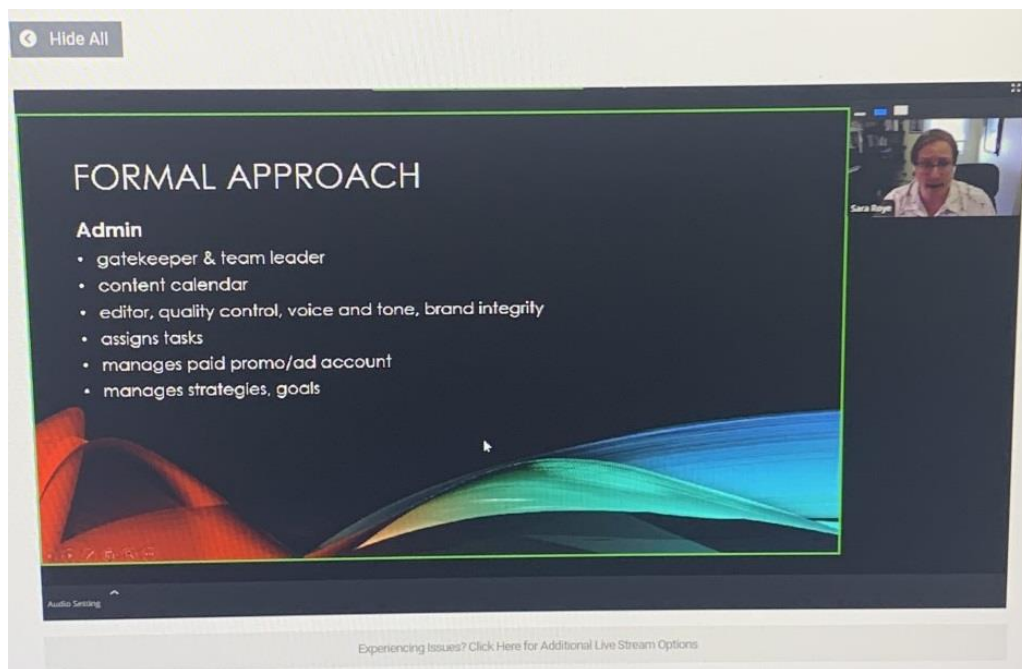 Hide All
FORMAL APPROACH
Sara Roye
Admin
• gatekeeper & team leader
• content calendar
• editor, quality control, voice and tone, brand integrity
• assigns tasks
• manages paid promo/ad account
• manages strategies, goals
Audio Setting
Experiencing Issues? Click Here for Additional Live Stream Options